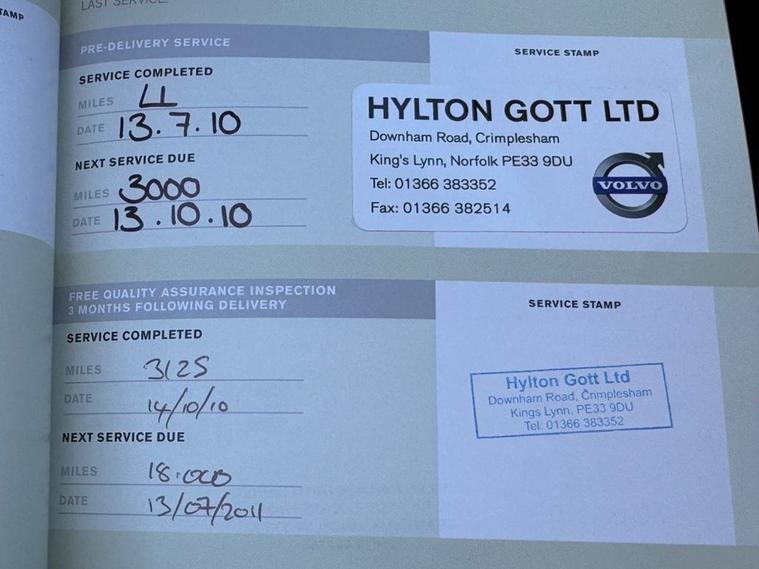 TAMP
LAST SERVICE.
PRE-DELIVERY SERVICE
SERVICE STAMP
SERVICE COMPLETED
MILES LL
DATE 13.7.10
NEXT SERVICE DUE
MILES 3000
DATE 13.10.10
HYLTON GOTT LTD
Downham Road, Crimplesham
King's Lynn, Norfolk PE33 9DU
Tel: 01366 383352
Fax: 01366 382514
VOLVO
FREE QUALITY ASSURANCE INSPECTION
3 MONTHS FOLLOWING DELIVERY
SERVICE STAMP
SERVICE COMPLETED
MILES 3125
DATE 14/10/10
NEXT SERVICE DUE
MILES 18.000
DATE 13/07/2011
Hylton Gott Ltd
Downham Road, Crimplesham
Kings Lynn, PE33 9DU
Tel: 01366 383352